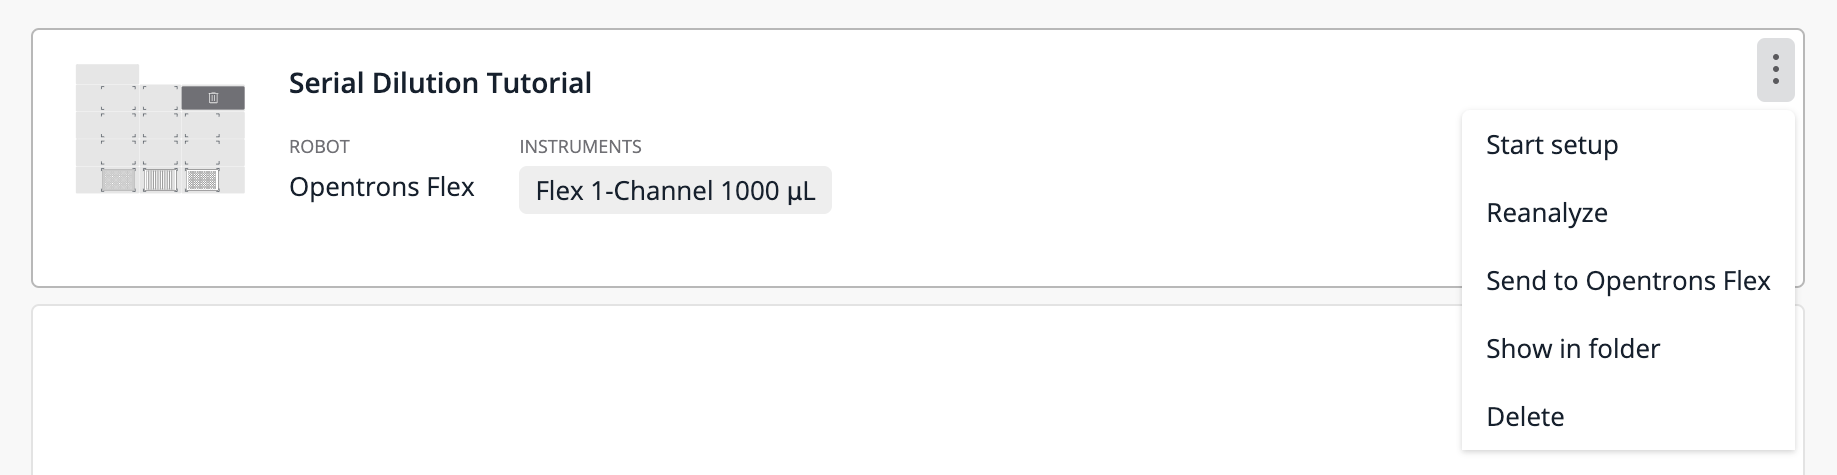 Serial Dilution Tutorial
ROBOT
Opentrons Flex
INSTRUMENTS
Flex 1-Channel 1000 µL
Start setup
Reanalyze
Send to Opentrons Flex
Show in folder
Delete